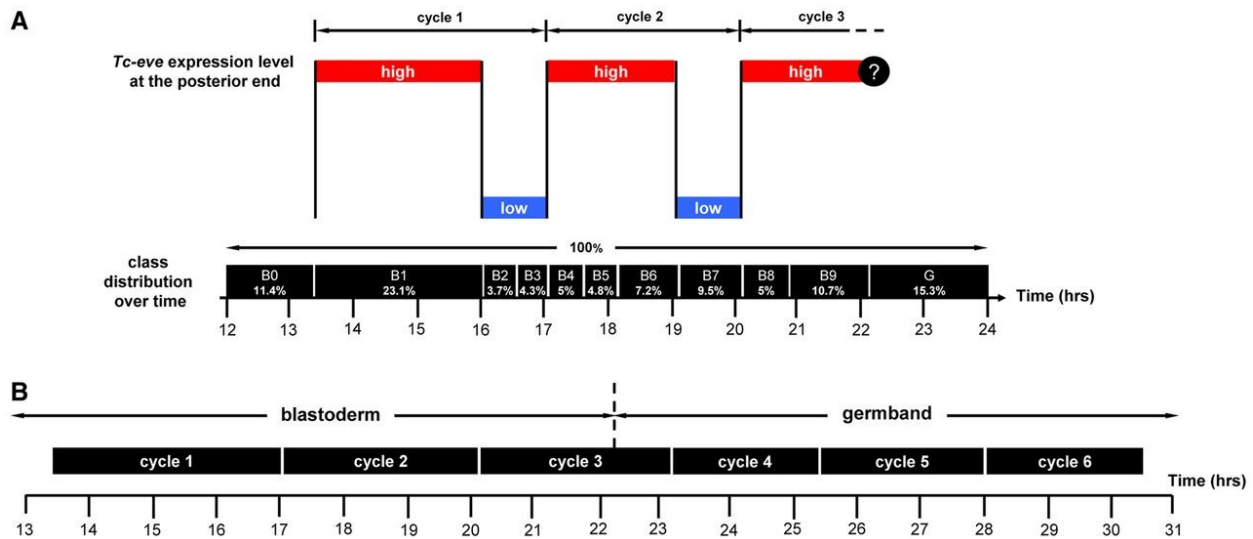 A
cycle 1 cycle 2 cycle 3
Tc-eve expression level
at the posterior end
high high high ?
low low
100%
class
distribution
over time
B0 B1 B2 B3 B4 B5 B6 B7 B8 B9 G
11.4% 23.1% 3.7% 4.3% 5% 4.8% 7.2% 9.5% 5% 10.7% 15.3%
Time (hrs)
12 13 14 15 16 17 18 19 20 21 22 23 24
B
blastoderm germband
cycle 1 cycle 2 cycle 3 cycle 4 cycle 5 cycle 6
Time (hrs)
13 14 15 16 17 18 19 20 21 22 23 24 25 26 27 28 29 30 31